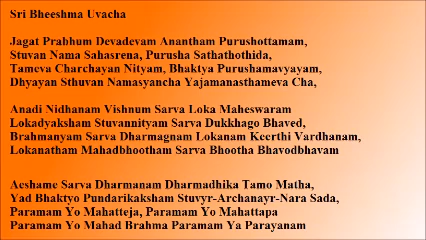 Sri Bheeshma Uvacha
Jagat Prabhum Devadevam Anantham Purushottamam,
Stuvan Nama Sahasrena, Purusha Sathathothida,
Tameva Charchayan Nityam, Bhaktya Purushamavyayam,
Dhyayan Sthuvan Namasyancha Yajamanasthameva Cha,
Anadi Nidhanam Vishnum Sarva Loka Maheswaram
Lokadyaksham Stuvannityam Sarva Dukkhago Bhaved,
Brahmanyam Sarva Dharmagnam Lokanam Keerthi Vardhanam,
Lokanatham Mahadbhootham Sarva Bhootha Bhavodbhavam
Aeshame Sarva Dharmanam Dharmadhika Tamo Matha,
Yad Bhaktyo Pundarikaksham Stuvyr-Archanayr-Nara Sada,
Paramam Yo Mahatteja, Paramam Yo Mahattapa
Paramam Yo Mahad Brahma Paramam Ya Parayanam